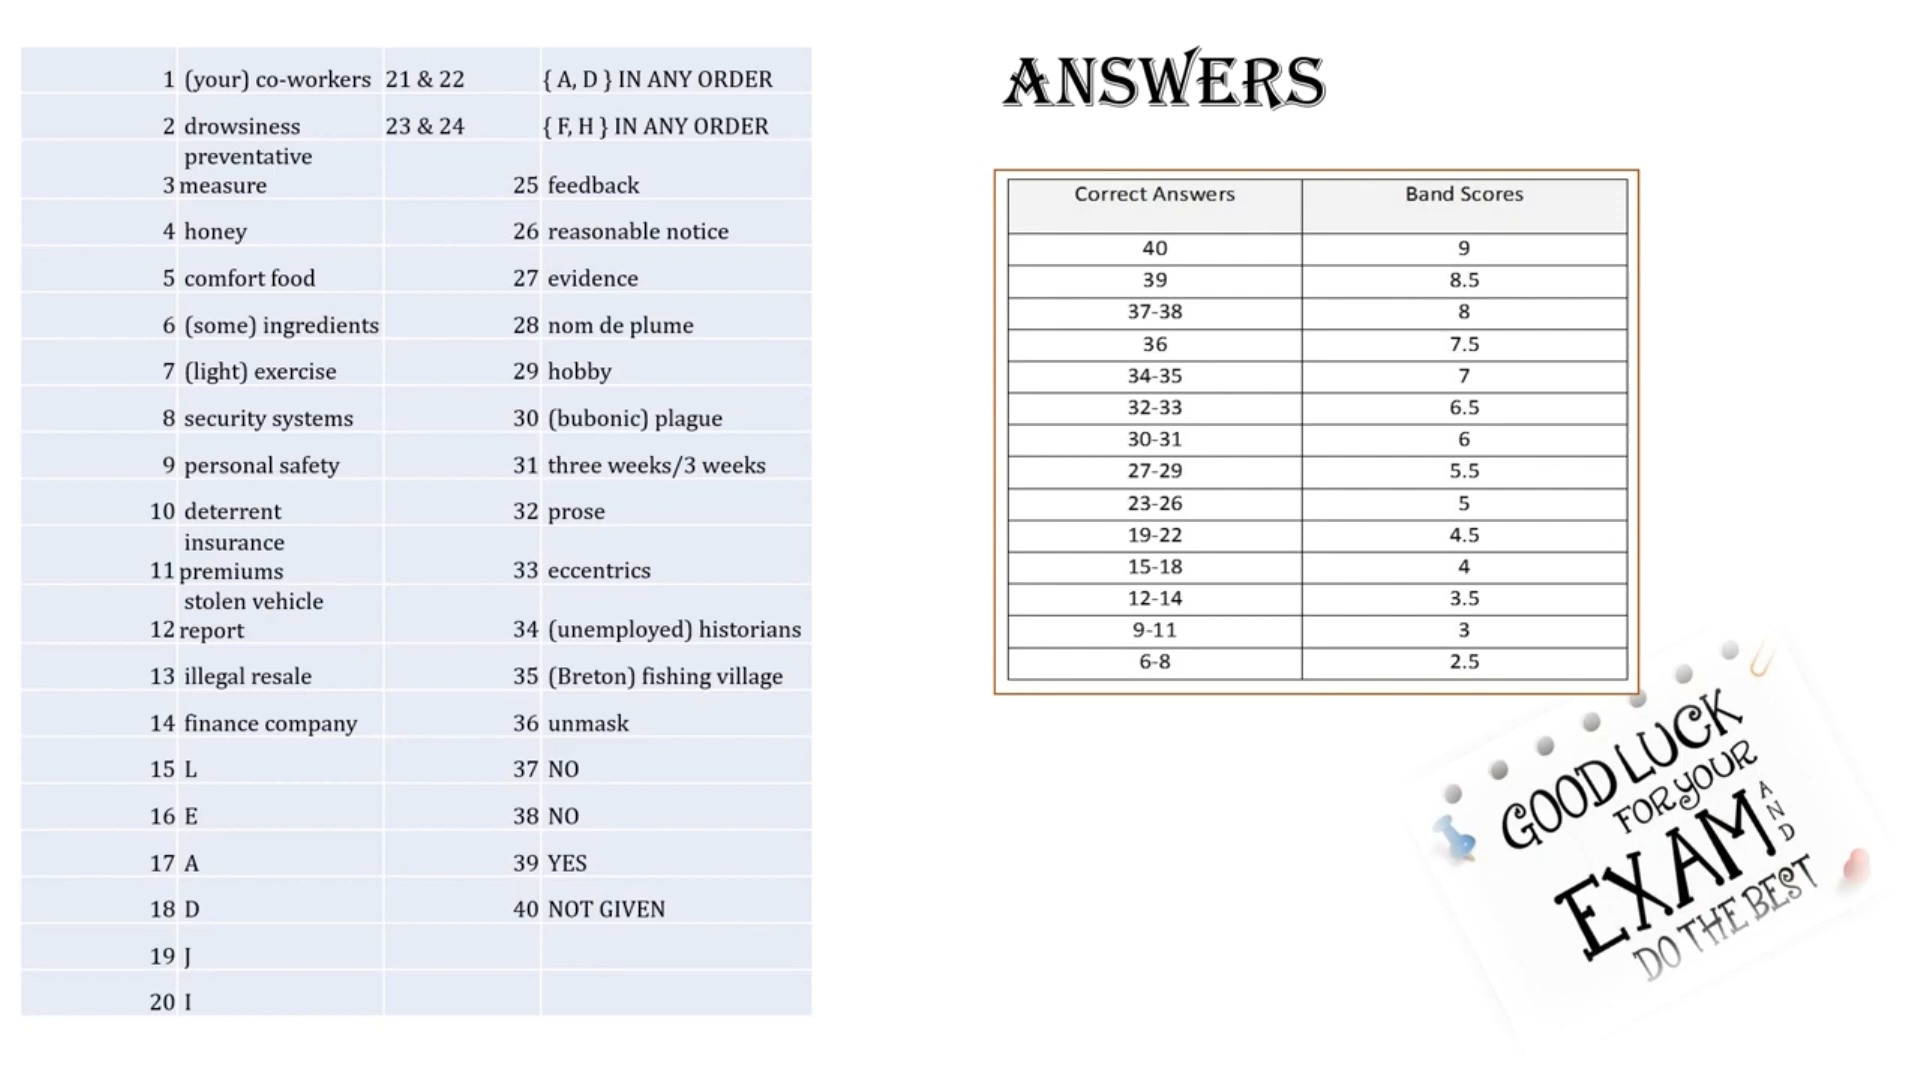 1 (your) co-workers 21 & 22 { A, D } IN ANY ORDER
2 drowsiness 23 & 24 { F, H } IN ANY ORDER
preventative
3 measure 25 feedback
4 honey 26 reasonable notice
5 comfort food 27 evidence
6 (some) ingredients 28 nom de plume
7 (light) exercise 29 hobby
8 security systems 30 (bubonic) plague
9 personal safety 31 three weeks/3 weeks
10 deterrent 32 prose
insurance
11 premiums 33 eccentrics
stolen vehicle
12 report 34 (unemployed) historians
13 illegal resale 35 (Breton) fishing village
14 finance company 36 unmask
15 L 37 NO
16 E 38 NO
17 A 39 YES
18 D 40 NOT GIVEN
19 J
20 I
ANSWERS
Correct Answers Band Scores
40 9
39 8.5
37-38 8
36 7.5
34-35 7
32-33 6.5
30-31 6
27-29 5.5
23-26 5
19-22 4.5
15-18 4
12-14 3.5
9-11 3
6-8 2.5
GOOD LUCK
FOR YOUR
EXAM AND
DO THE BEST